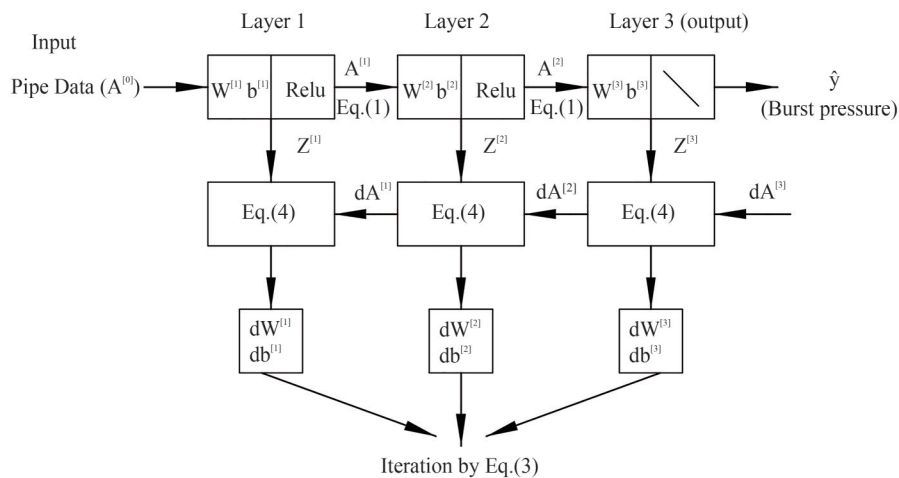 Layer 1 Layer 2 Layer 3 (output)
Input
Pipe Data (A[0])
W[1] b[1] Relu
A[1]
Eq.(1)
W[2] b[2] Relu
A[2]
Eq.(1)
W[3] b[3]
ŷ
(Burst pressure)
Z[1] Z[2] Z[3]
Eq.(4) dA[1] Eq.(4) dA[2] Eq.(4) dA[3]
dW[1]
db[1]
dW[2]
db[2]
dW[3]
db[3]
Iteration by Eq.(3)